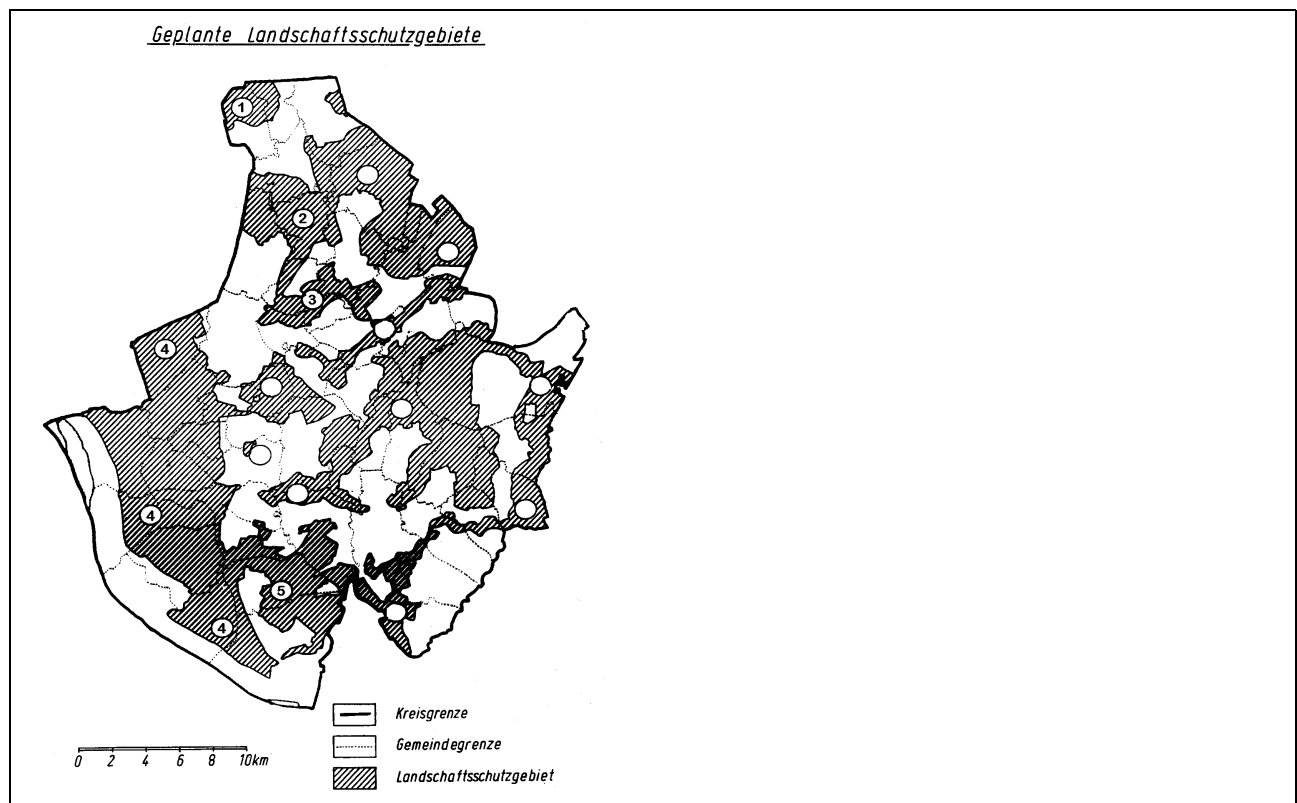 Geplante Landschaftsschutzgebiete
1
2
3
4
4
5
4
Kreisgrenze
Gemeindegrenze
Landschaftsschutzgebiet
0 2 4 6 8 10km